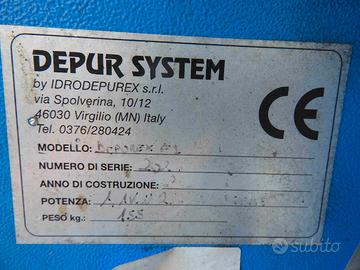 DEPUR SYSTEM
by IDRODEPUREX s.r.l.
via Spolverina, 10/12
46030 Virgilio (MN) Italy
Tel. 0376/280424
CE
MODELLO:
NUMERO DI SERIE:
ANNO DI COSTRUZIONE:
POTENZA:
PESO kg.: 155
subito